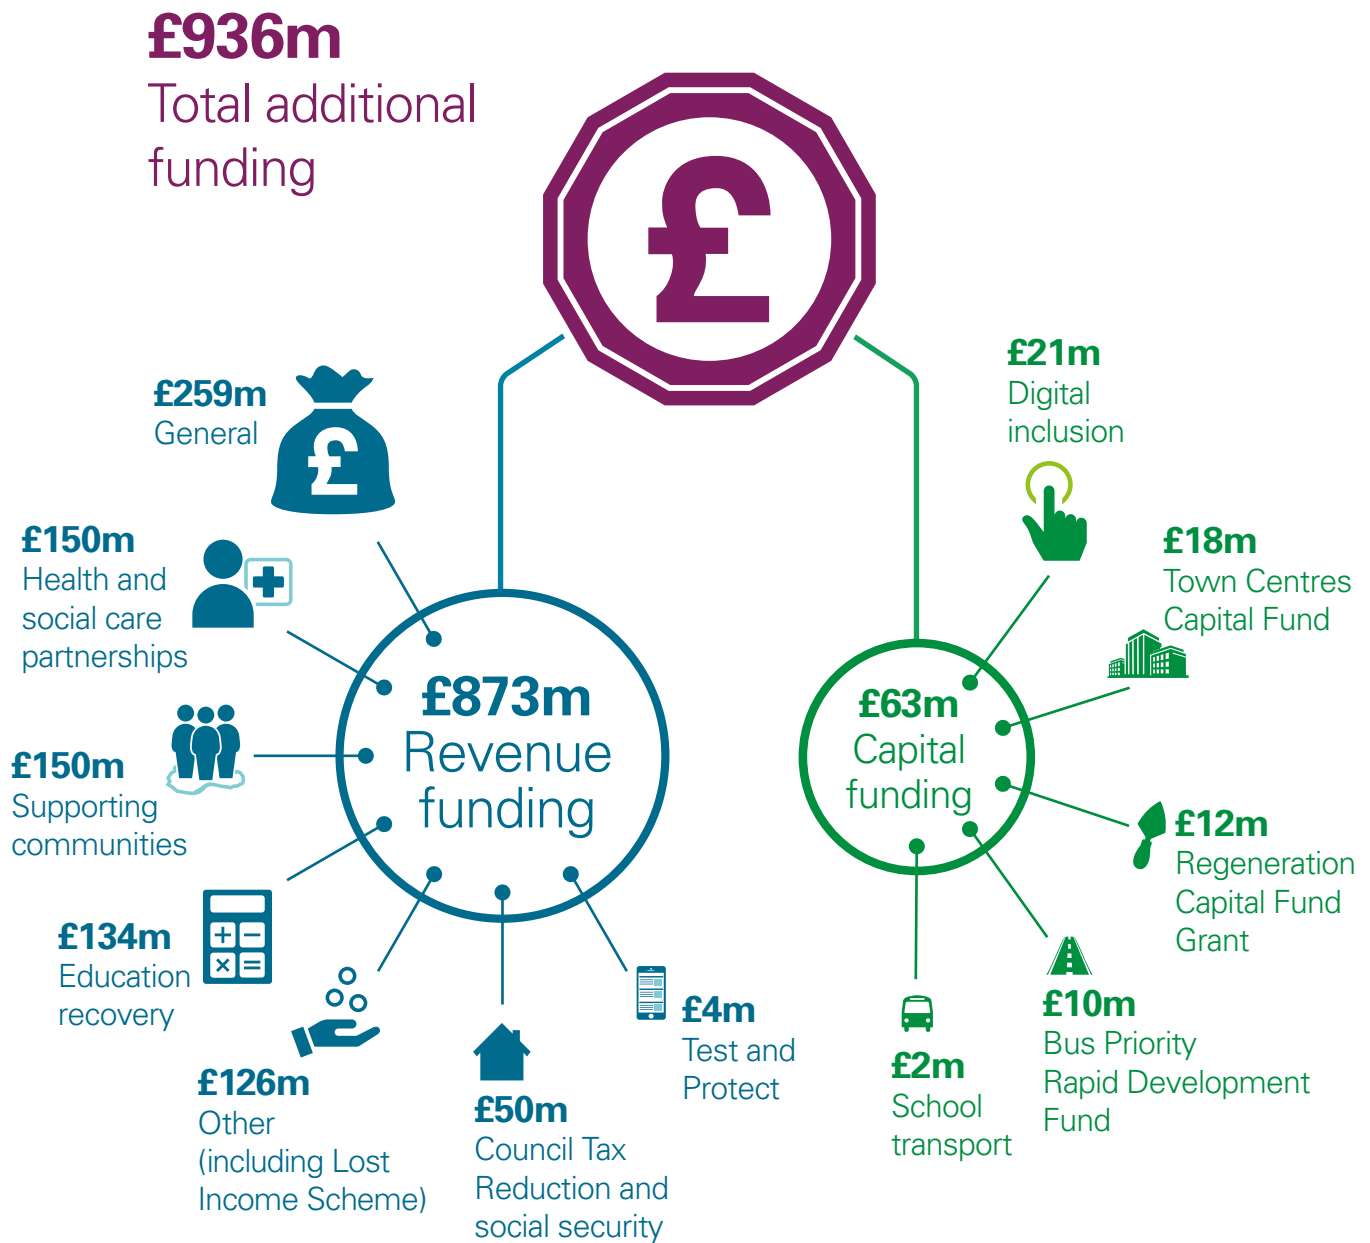 £936m
Total additional
funding
£
£259m
General
£
£150m
Health and
social care
partnerships
£150m
Supporting
communities
£134m
Education
recovery
£126m
Other
(including Lost
Income Scheme)
£50m
Council Tax
Reduction and
social security
£4m
Test and
Protect
£873m
Revenue
funding
£63m
Capital
funding
£21m
Digital
inclusion
£18m
Town Centres
Capital Fund
£12m
Regeneration
Capital Fund
Grant
£10m
Bus Priority
Rapid Development
Fund
£2m
School
transport